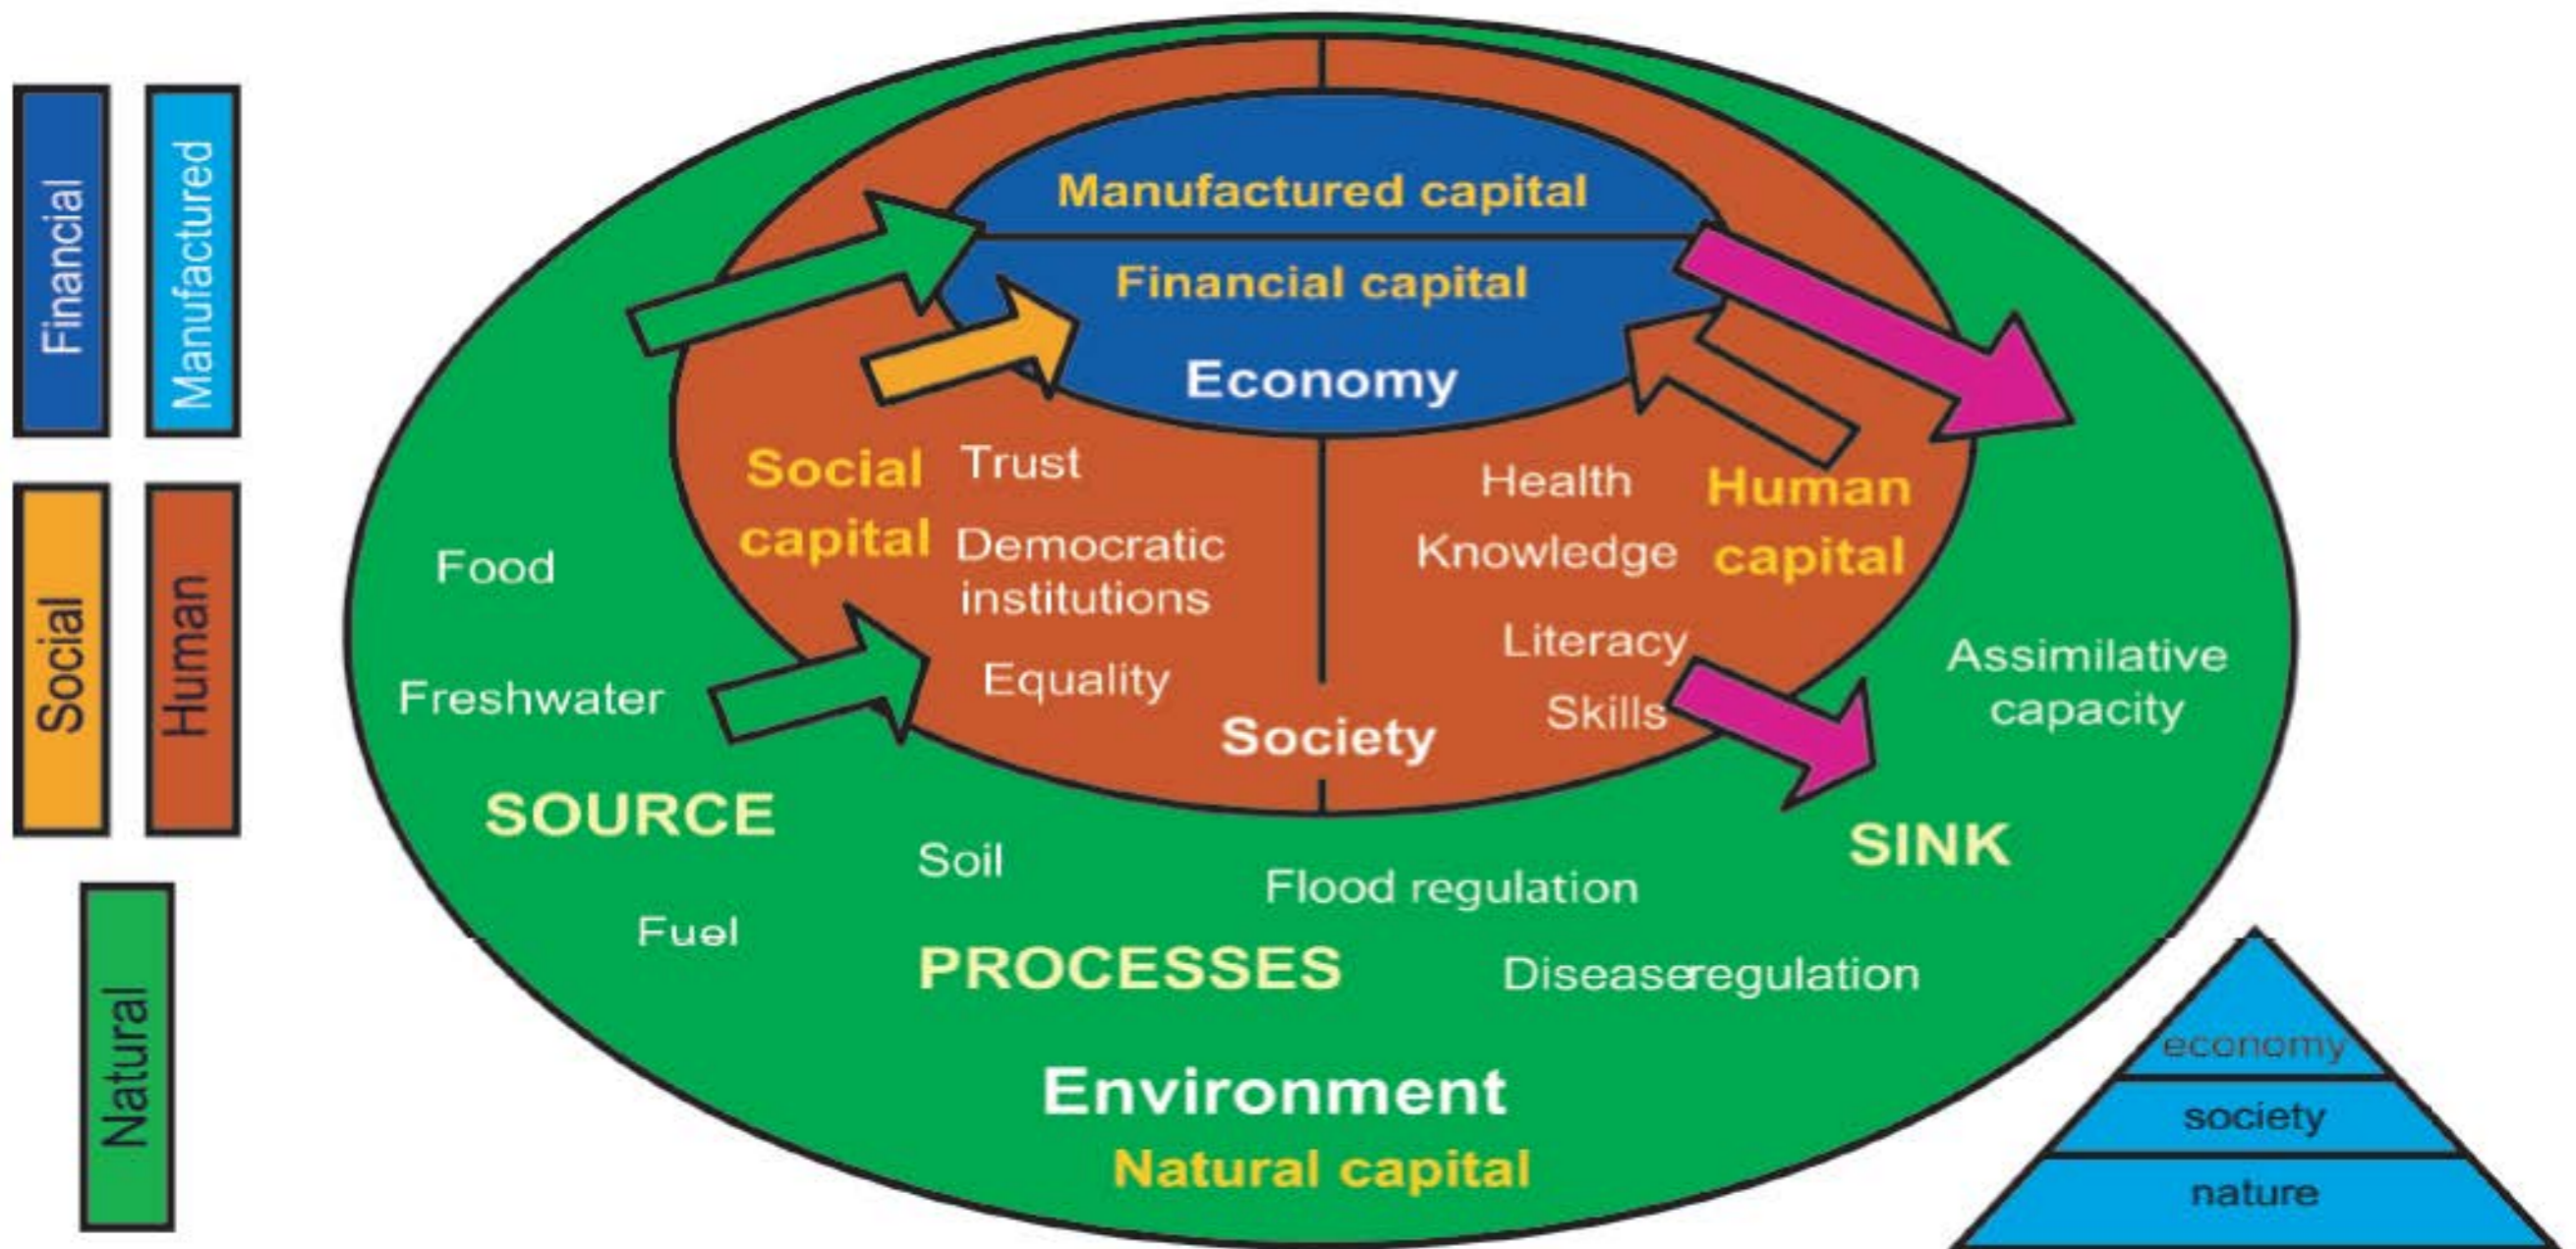 Financial
Manufactured
Social
Human
Natural
Manufactured capital
Financial capital
Economy
Social
capital
Trust
Democratic
institutions
Equality
Health
Knowledge
Literacy
Skills
Human
capital
Society
Food
Freshwater
SOURCE
Soil
Fuel
PROCESSES
Flood regulation
Disease regulation
Assimilative
capacity
SINK
Environment
Natural capital
economy
society
nature